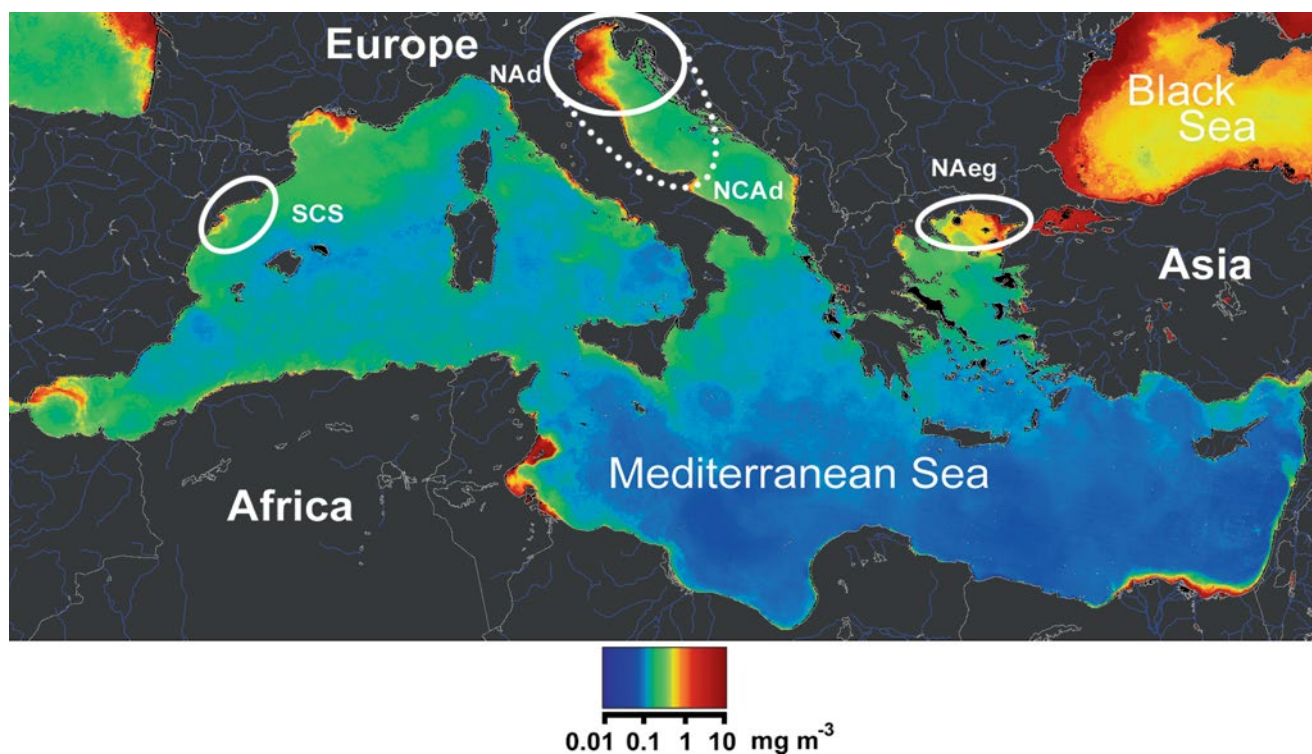 Europe
NAd
Black
Sea
NAeg
SCS
NCAd
Asia
Mediterranean Sea
Africa
0.01 0.1 1 10 mg m⁻³